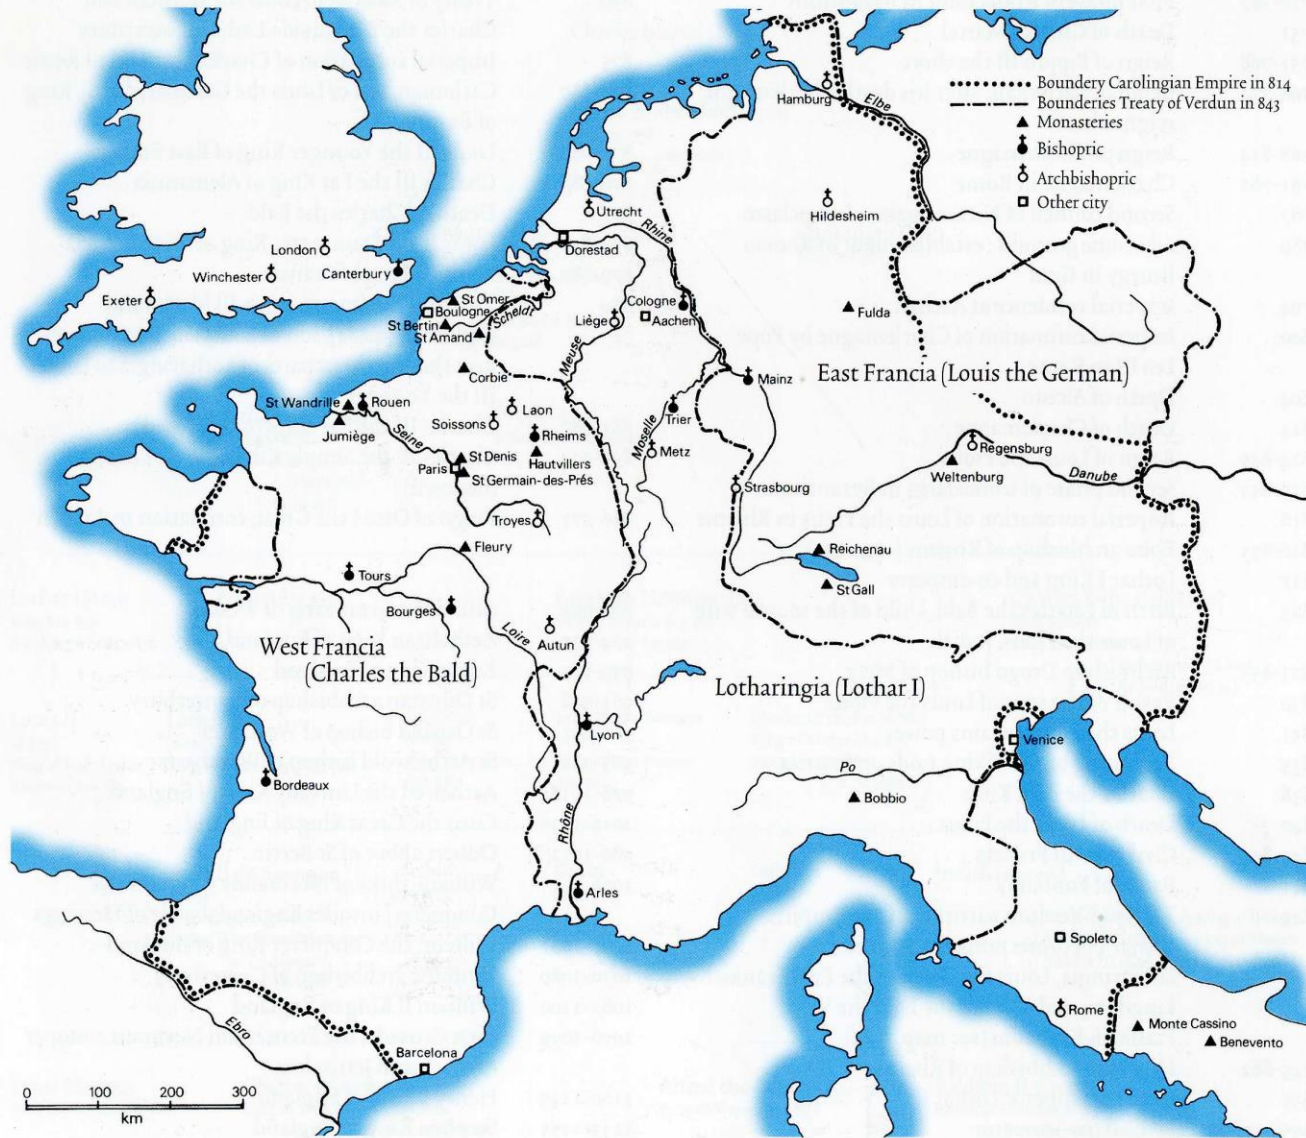 Boundery Carolingian Empire in 814
Bounderies Treaty of Verdun in 843
Monasteries
Bishopric
Archbishopric
Other city
Hamburg
Elbe
Hildesheim
Utrecht
Rhine
Dorestad
London
Winchester
Canterbury
Exeter
St Omer
Boulogne
Scheldt
St Bertin
St Amand
Cologne
Liège
Aachen
Fulda
Meuse
Corbie
Mainz
East Francia (Louis the German)
St Wandrille
Rouen
Laon
Trier
Jumiège
Soissons
Seine
Rheims
Moselle
Metz
Regensburg
Hautvillers
St Denis
Paris
St Germain-des-Prés
Weltenburg
Danube
Strasbourg
Troyes
Fleury
Reichenau
St Gall
Tours
Bourges
Loire
Autun
West Francia
(Charles the Bald)
Lotharingia (Lothar I)
Lyon
Venice
Po
Bordeaux
Bobbio
Rhône
Arles
Spoleto
Rome
Monte Cassino
Benevento
Ebro
Barcelona
0 100 200 300
km